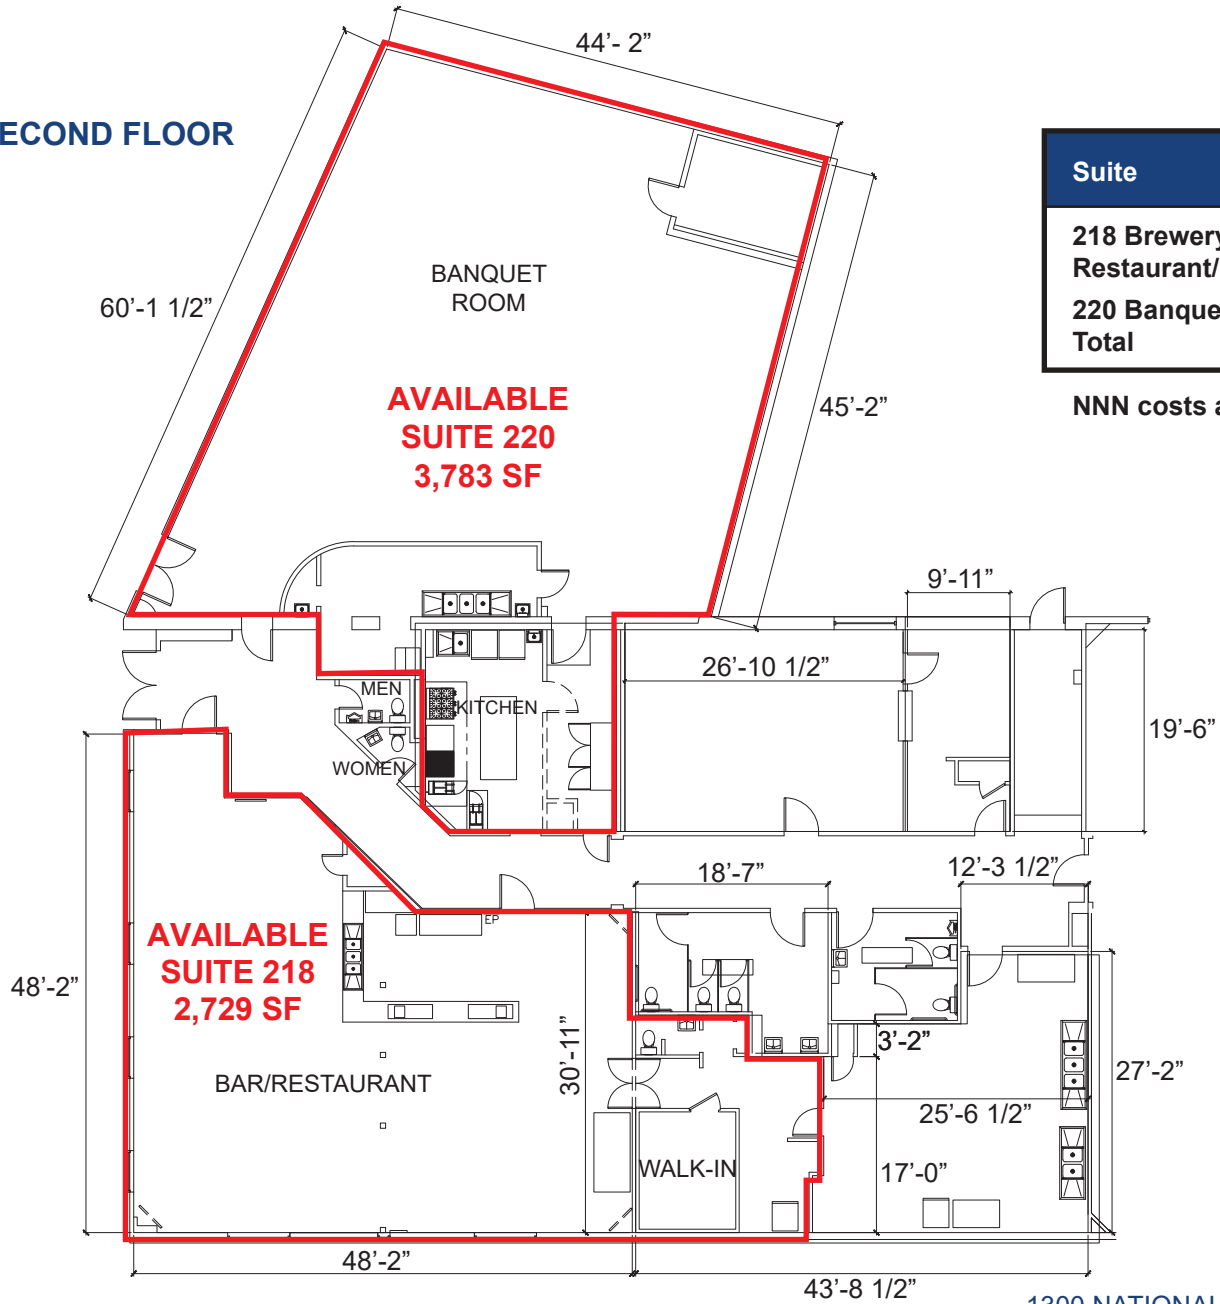 44'- 2”
ECOND FLOOR
Suite
218 Brewery
Restaurant/
220 Banque
Total
NNN costs a
BANQUET
ROOM
60’-1 1/2”
AVAILABLE
SUITE 220
3,783 SF
45’-2”
9’-11”
26’-10 1/2”
MEN
KITCHEN
19’-6”
WOMEN
18’-7”
12’-3 1/2”
EP
AVAILABLE
SUITE 218
2,729 SF
48’-2”
30’-11”
3’-2”
27’-2”
BAR/RESTAURANT
25’-6 1/2”
WALK-IN
17’-0”
48’-2”
43’-8 1/2”
1300 NATIONAL